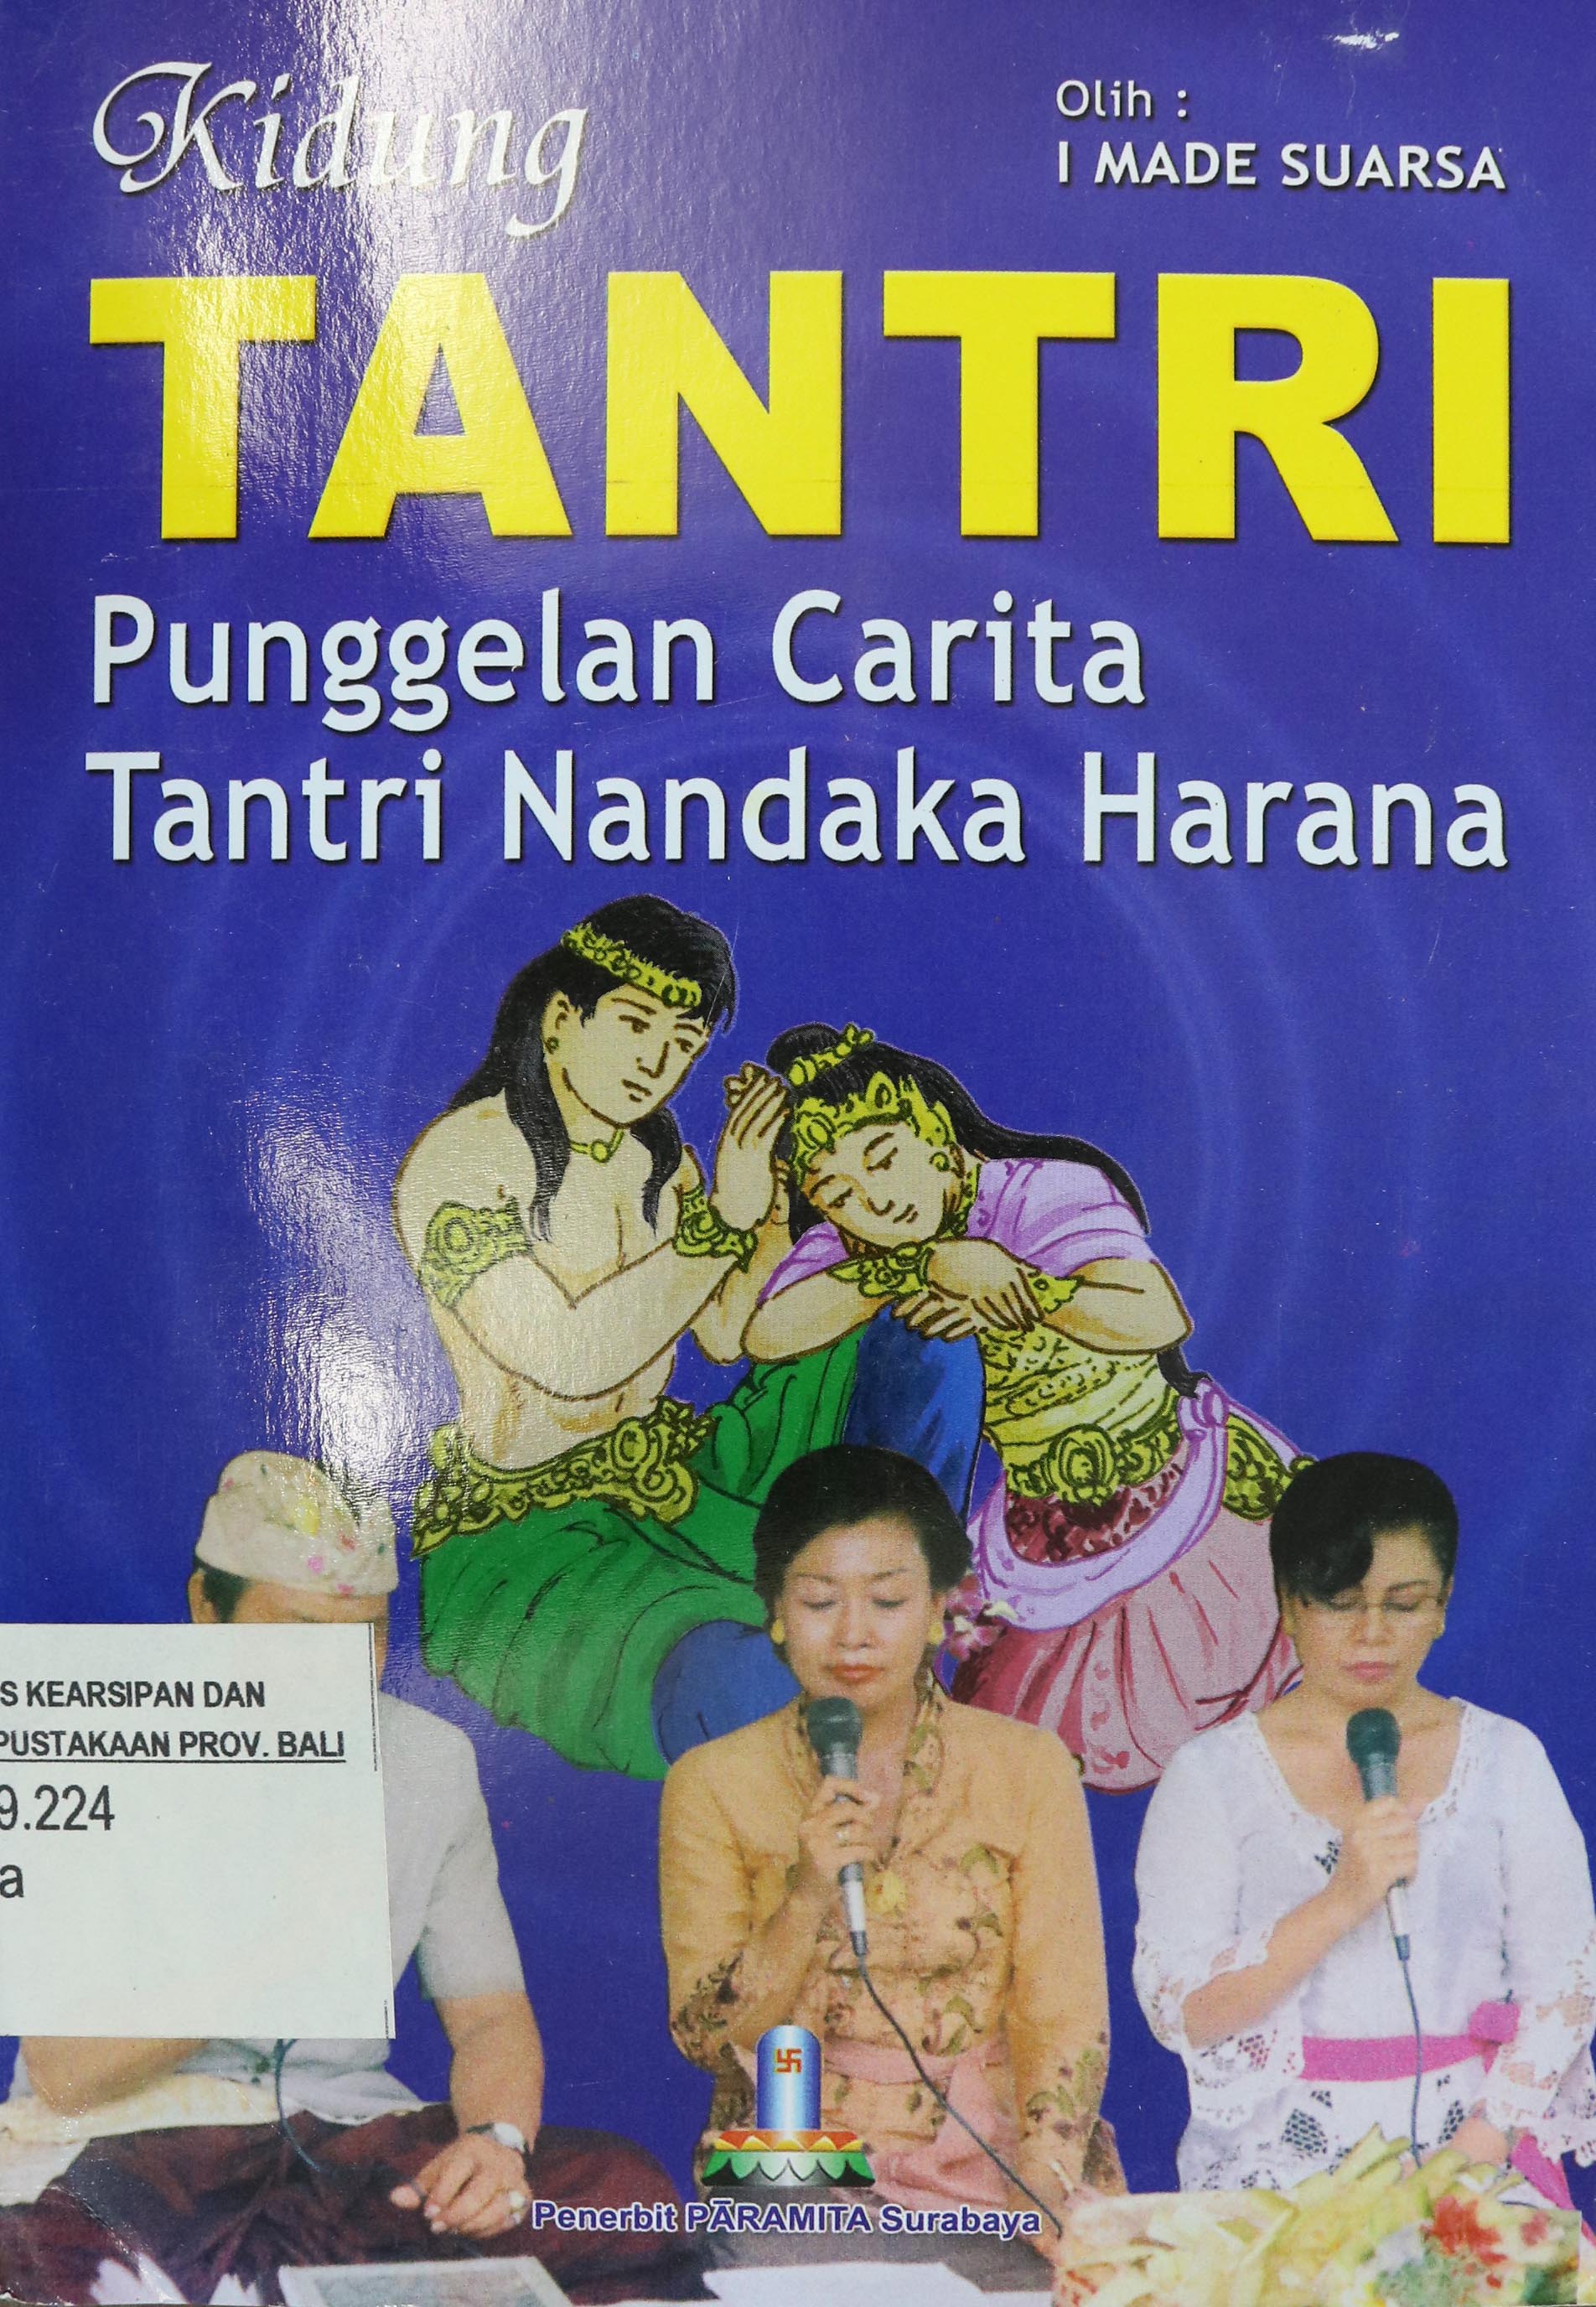 Kidung
Olih :
I MADE SUARSA
TANTRI
Punggelan Carita
Tantri Nandaka Harana
S KEARSIPAN DAN
PUSTAKAAN PROV. BALI
9.224
a
Penerbit PĀRAMITA Surabaya